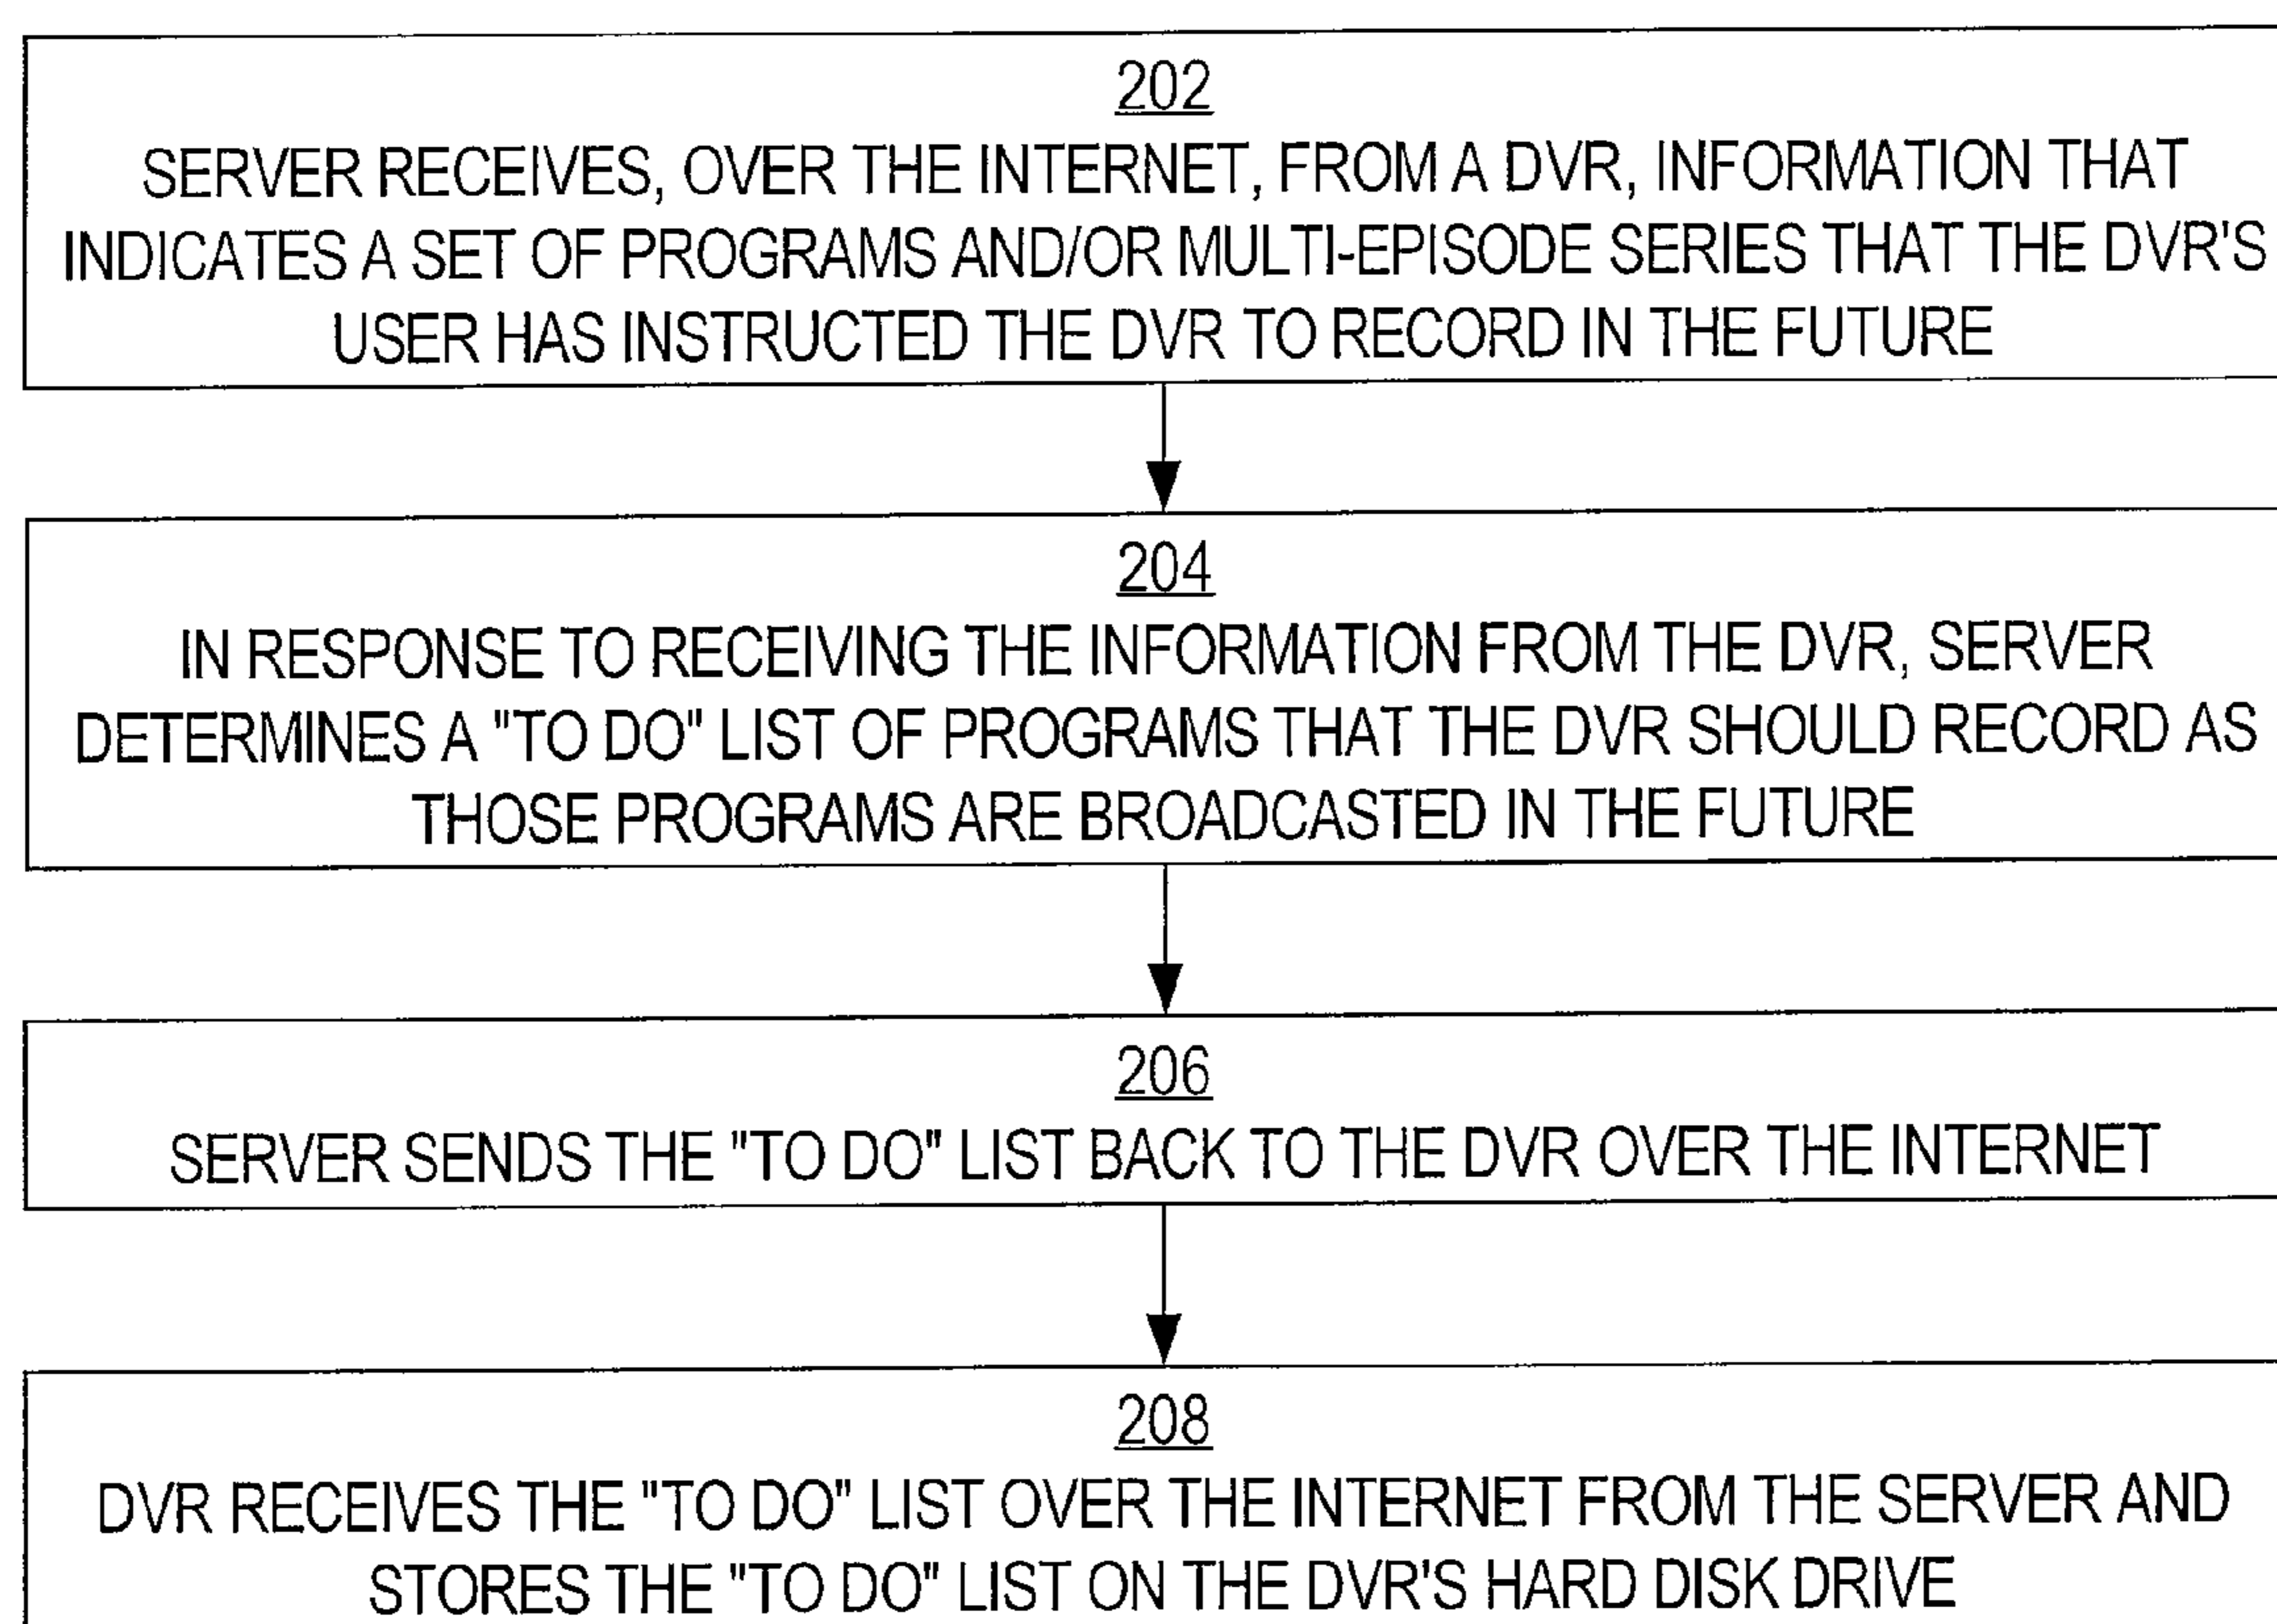 202
SERVER RECEIVES, OVER THE INTERNET, FROM A DVR, INFORMATION THAT
INDICATES A SET OF PROGRAMS AND/OR MULTI-EPISODE SERIES THAT THE DVR'S
USER HAS INSTRUCTED THE DVR TO RECORD IN THE FUTURE
204
IN RESPONSE TO RECEIVING THE INFORMATION FROM THE DVR, SERVER
DETERMINES A "TO DO" LIST OF PROGRAMS THAT THE DVR SHOULD RECORD AS
THOSE PROGRAMS ARE BROADCASTED IN THE FUTURE
206
SERVER SENDS THE "TO DO" LIST BACK TO THE DVR OVER THE INTERNET
208
DVR RECEIVES THE "TO DO" LIST OVER THE INTERNET FROM THE SERVER AND
STORES THE "TO DO" LIST ON THE DVR'S HARD DISK DRIVE